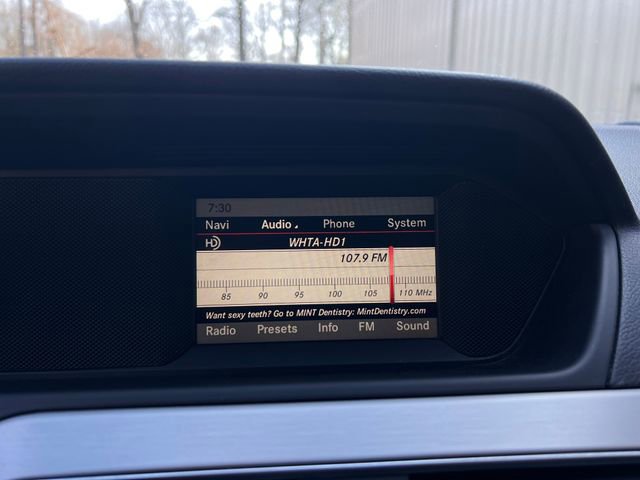 7:30
Navi Audio Phone System
HD WHTA-HD1
107.9 FM
85 90 95 100 105 110 MHz
Want sexy teeth? Go to MINT Dentistry: MintDentistry.com
Radio Presets Info FM Sound